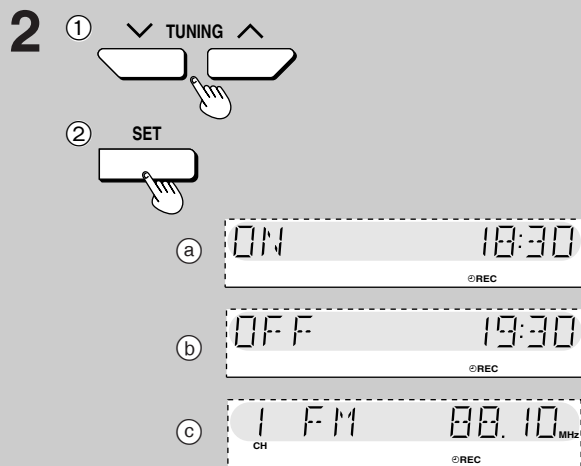 2 ① TUNING
② SET
ⓐ ON 18:30
REC
ⓑ OFF 19:30
REC
ⓒ 1 FM 88.10 MHz
CH
REC